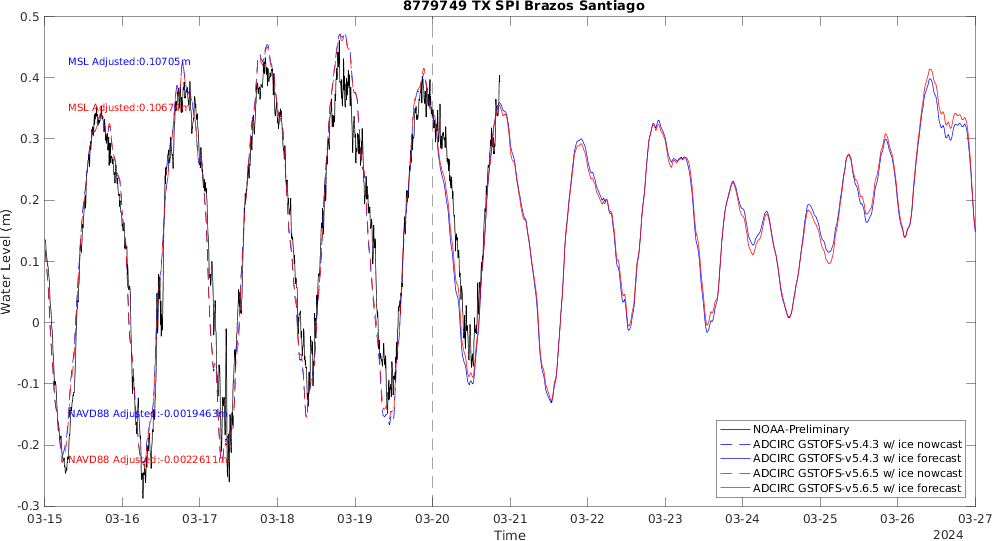 8779749 TX SPI Brazos Santiago
0.5
0.4
0.3
0.2
0.1
0
-0.1
-0.2
-0.3
Water Level (m)
MSL Adjusted:0.10705m
MSL Adjusted:0.1067
NAVD88 Adjusted:-0.0019463m
NAVD88 Adjusted:-0.0022611m
NOAA-Preliminary
ADCIRC GSTOFS-v5.4.3 w/ ice nowcast
ADCIRC GSTOFS-v5.4.3 w/ ice forecast
ADCIRC GSTOFS-v5.6.5 w/ ice nowcast
ADCIRC GSTOFS-v5.6.5 w/ ice forecast
03-15 03-16 03-17 03-18 03-19 03-20 03-21 03-22 03-23 03-24 03-25 03-26 03-27
Time
2024